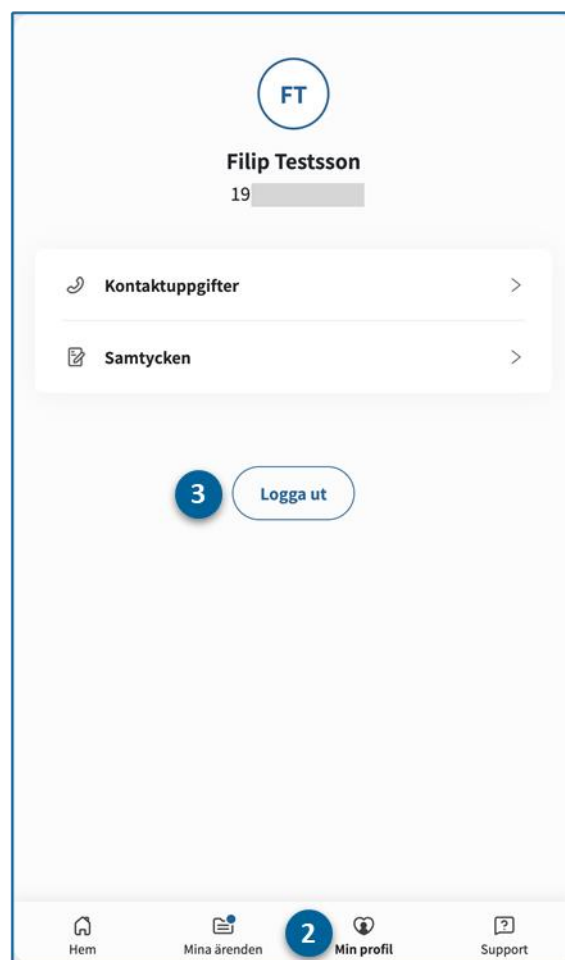 FT
Filip Testsson
19
Kontaktuppgifter
Samtycken
3 Logga ut
Hem Mina ärenden 2 Min profil Support